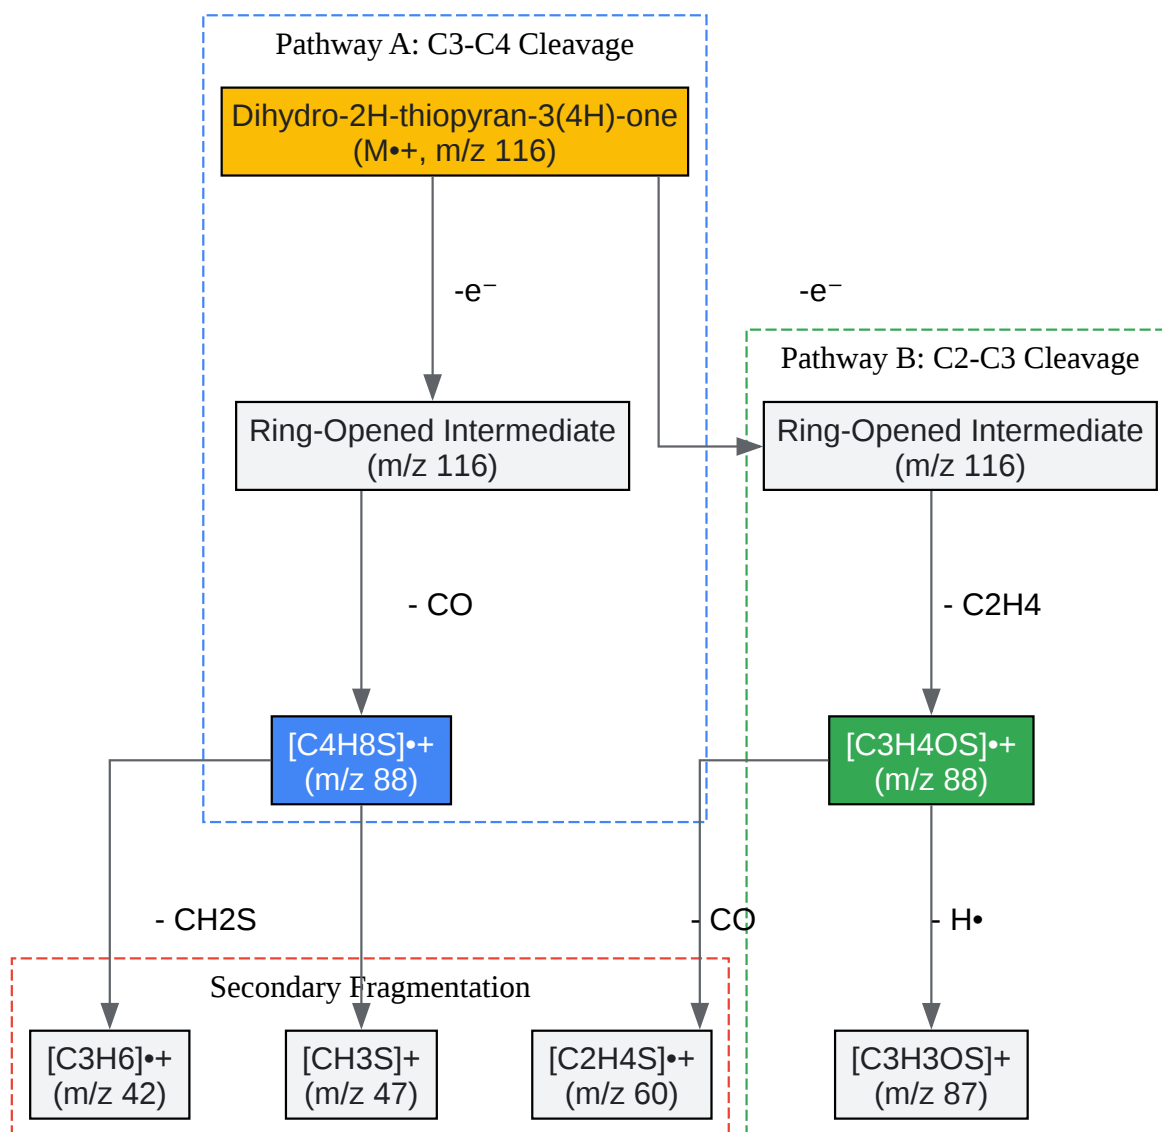 Pathway A: C3-C4 Cleavage
Dihydro-2H-thiopyran-3(4H)-one
(M•+, m/z 116)
-e⁻
-e⁻
Pathway B: C2-C3 Cleavage
Ring-Opened Intermediate
(m/z 116)
Ring-Opened Intermediate
(m/z 116)
- CO
- C2H4
[C4H8S]•+
(m/z 88)
[C3H4OS]•+
(m/z 88)
- CH2S
- CO
- H•
Secondary Fragmentation
[C3H6]•+
(m/z 42)
[CH3S]+
(m/z 47)
[C2H4S]•+
(m/z 60)
[C3H3OS]+
(m/z 87)